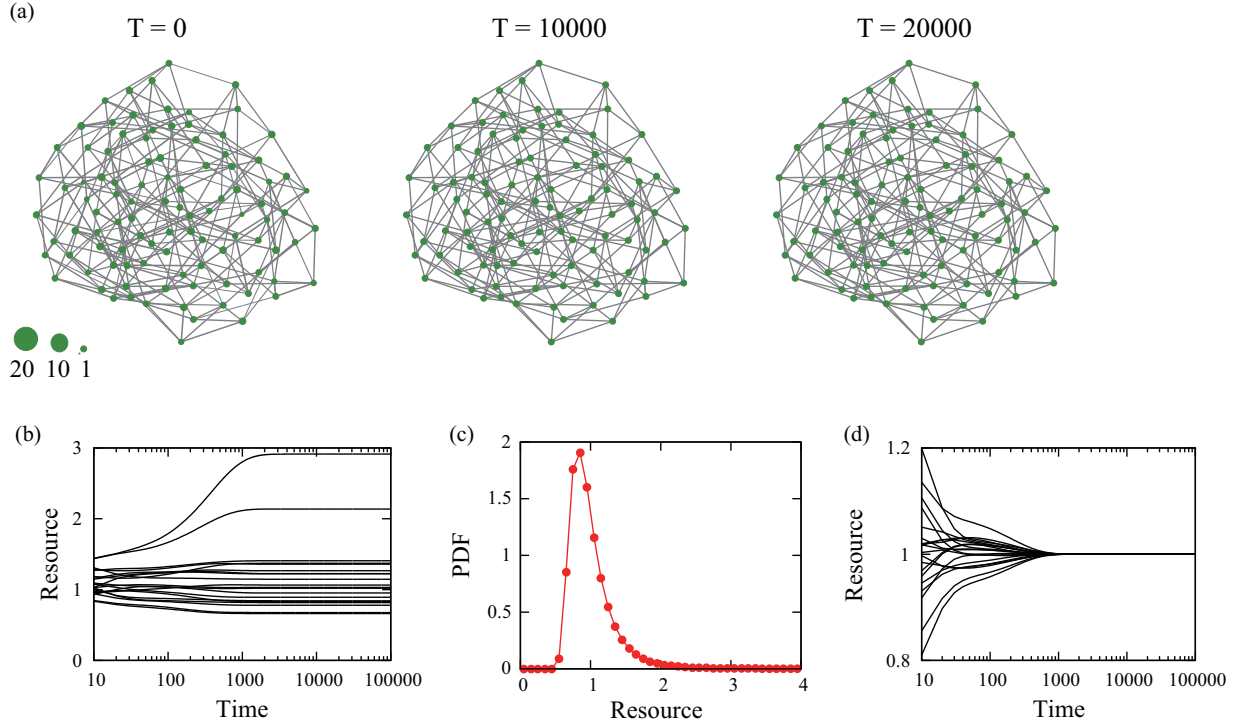 (a)
T = 0
T = 10000
T = 20000
20 10 1
(b)
3
2
1
0
Resource
10 100 1000 10000 100000
Time
(c)
2
1.5
1
0.5
0
PDF
0 1 2 3 4
Resource
(d)
1.2
1
0.8
Resource
10 100 1000 10000 100000
Time